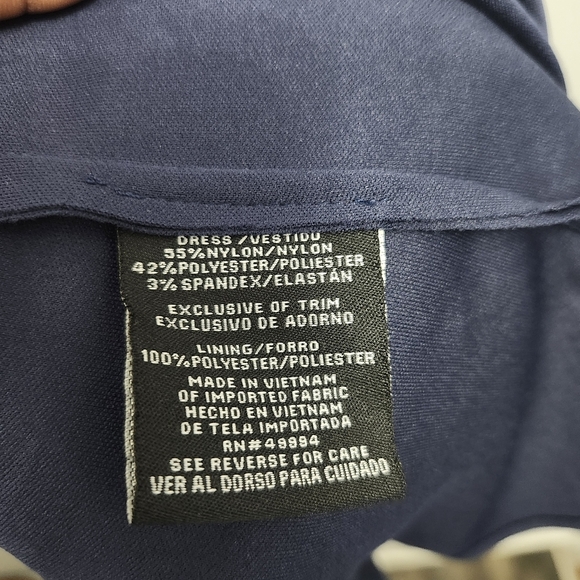 DRESS /VESTIDO
55%NYLON/NYLON
42%POLYESTER/POLIESTER
3% SPANDEX/ELASTÁN
EXCLUSIVE OF TRIM
EXCLUSIVO DE ADORNO
LINING/FORRO
100%POLYESTER/POLIESTER
MADE IN VIETNAM
OF IMPORTED FABRIC
HECHO EN VIETNAM
DE TELA IMPORTADA
RN#49994
SEE REVERSE FOR CARE
VER AL DORSO PARA CUIDADO